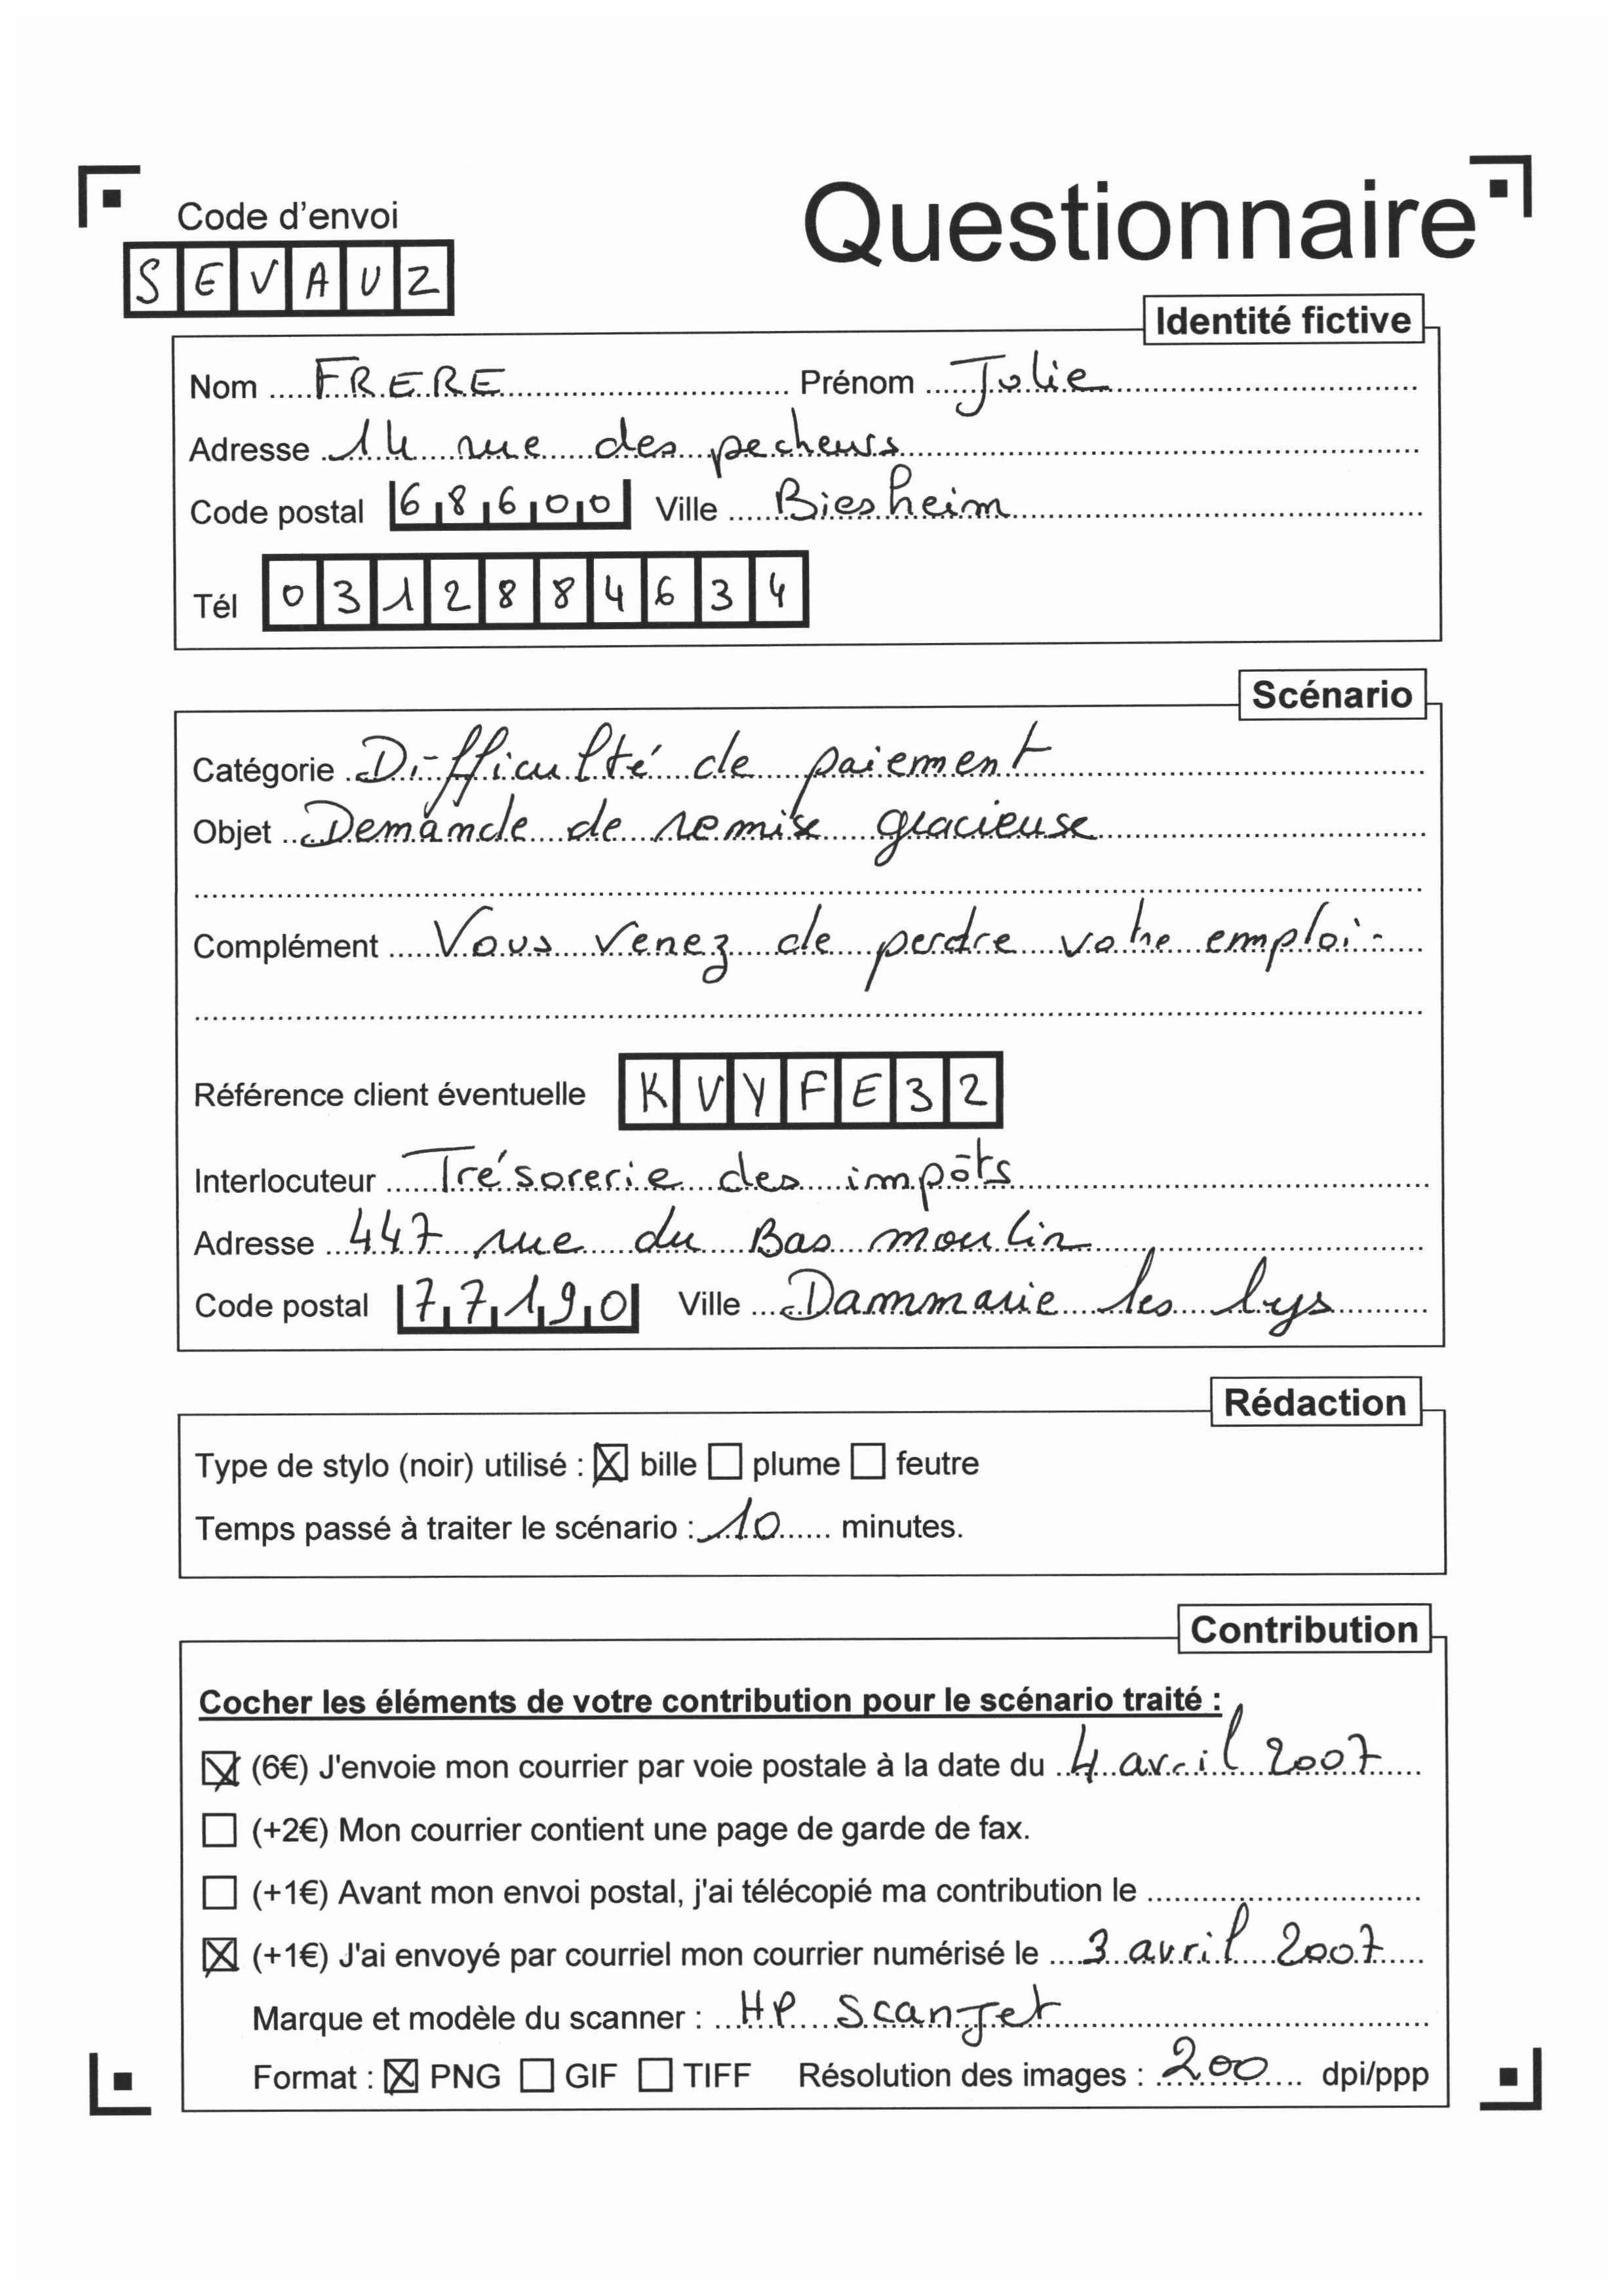 Questionnaire
Code d'envoi
SEVAUZ
Identité fictive
Nom FRERE Prénom Jolie
Adresse 14 rue des pecheurs
Code postal 68600 Ville Biesheim
Tél 0312884634
Scénario
Catégorie Difficulté de paiement
Objet Demande de remise gracieuse
Complément Vous venez de perdre votre emploi.
Référence client éventuelle KVYFE32
Interlocuteur Trésorerie des impôts
Adresse 447 rue du Bas moulin
Code postal 77190 Ville Dammarie les lys
Rédaction
Type de stylo (noir) utilisé : ☒ bille ☐ plume ☐ feutre
Temps passé à traiter le scénario : 10 minutes.
Contribution
Cocher les éléments de votre contribution pour le scénario traité :
☒ (6€) J'envoie mon courrier par voie postale à la date du 4 avril 2007
☐ (+2€) Mon courrier contient une page de garde de fax.
☐ (+1€) Avant mon envoi postal, j'ai télécopié ma contribution le
☒ (+1€) J'ai envoyé par courriel mon courrier numérisé le 3 avril 2007
Marque et modèle du scanner : HP ScanJet
Format : ☒ PNG ☐ GIF ☐ TIFF Résolution des images : 200 dpi/ppp